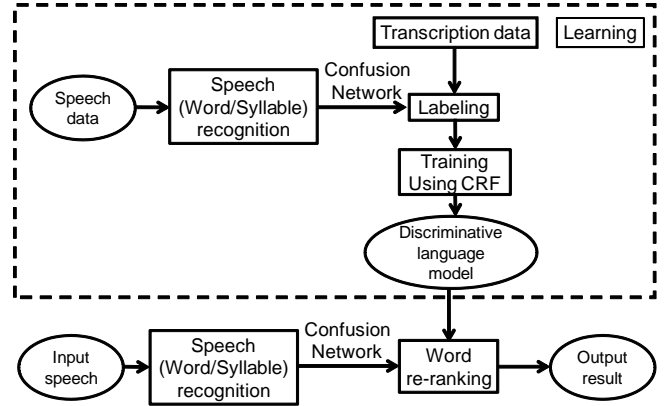 Transcription data
Learning
Speech
data
Speech
(Word/Syllable)
recognition
Confusion
Network
Labeling
Training
Using CRF
Discriminative
language
model
Input
speech
Speech
(Word/Syllable)
recognition
Confusion
Network
Word
re-ranking
Output
result